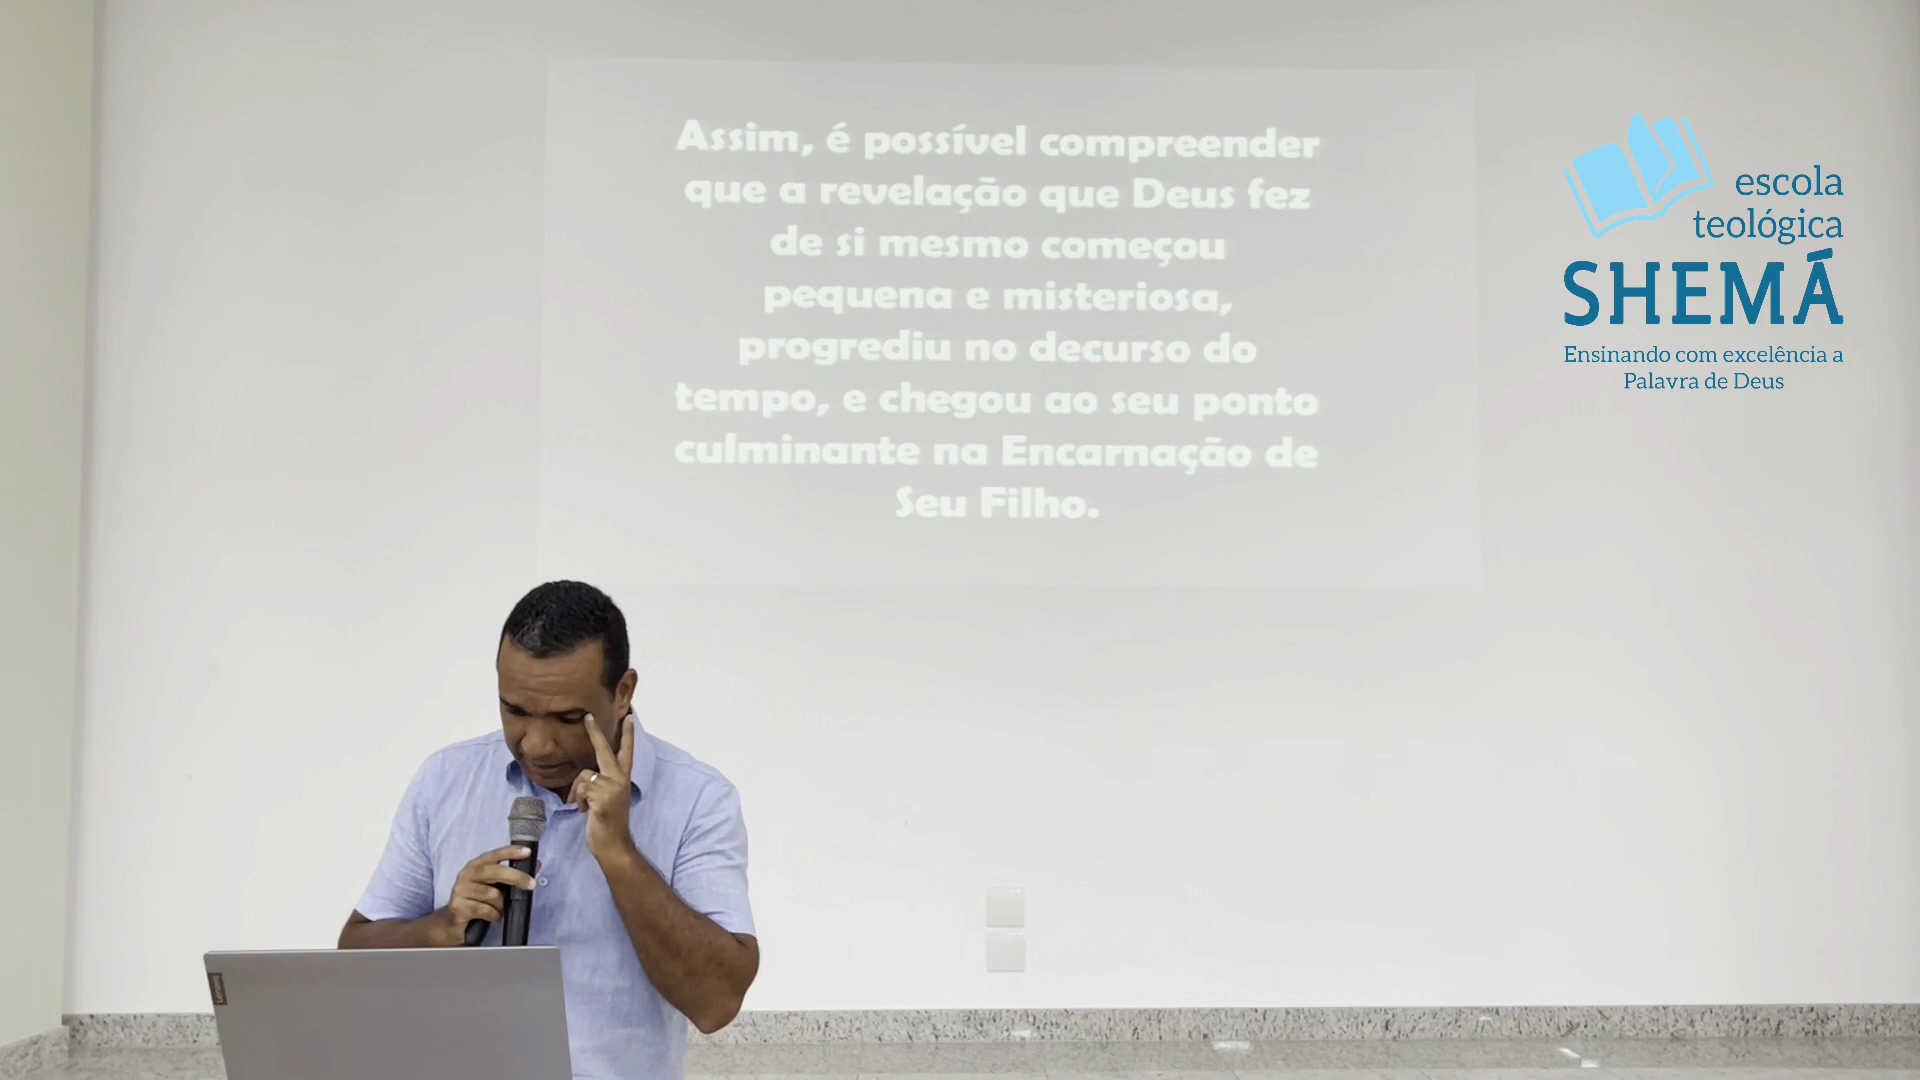 Assim, é possível compreender
que a revelação que Deus fez
de si mesmo começou
pequena e misteriosa,
progrediu no decurso do
tempo, e chegou ao seu ponto
culminante na Encarnação de
Seu Filho.
escola
teológica
SHEMÁ
Ensinando com excelência a
Palavra de Deus
Lenovo